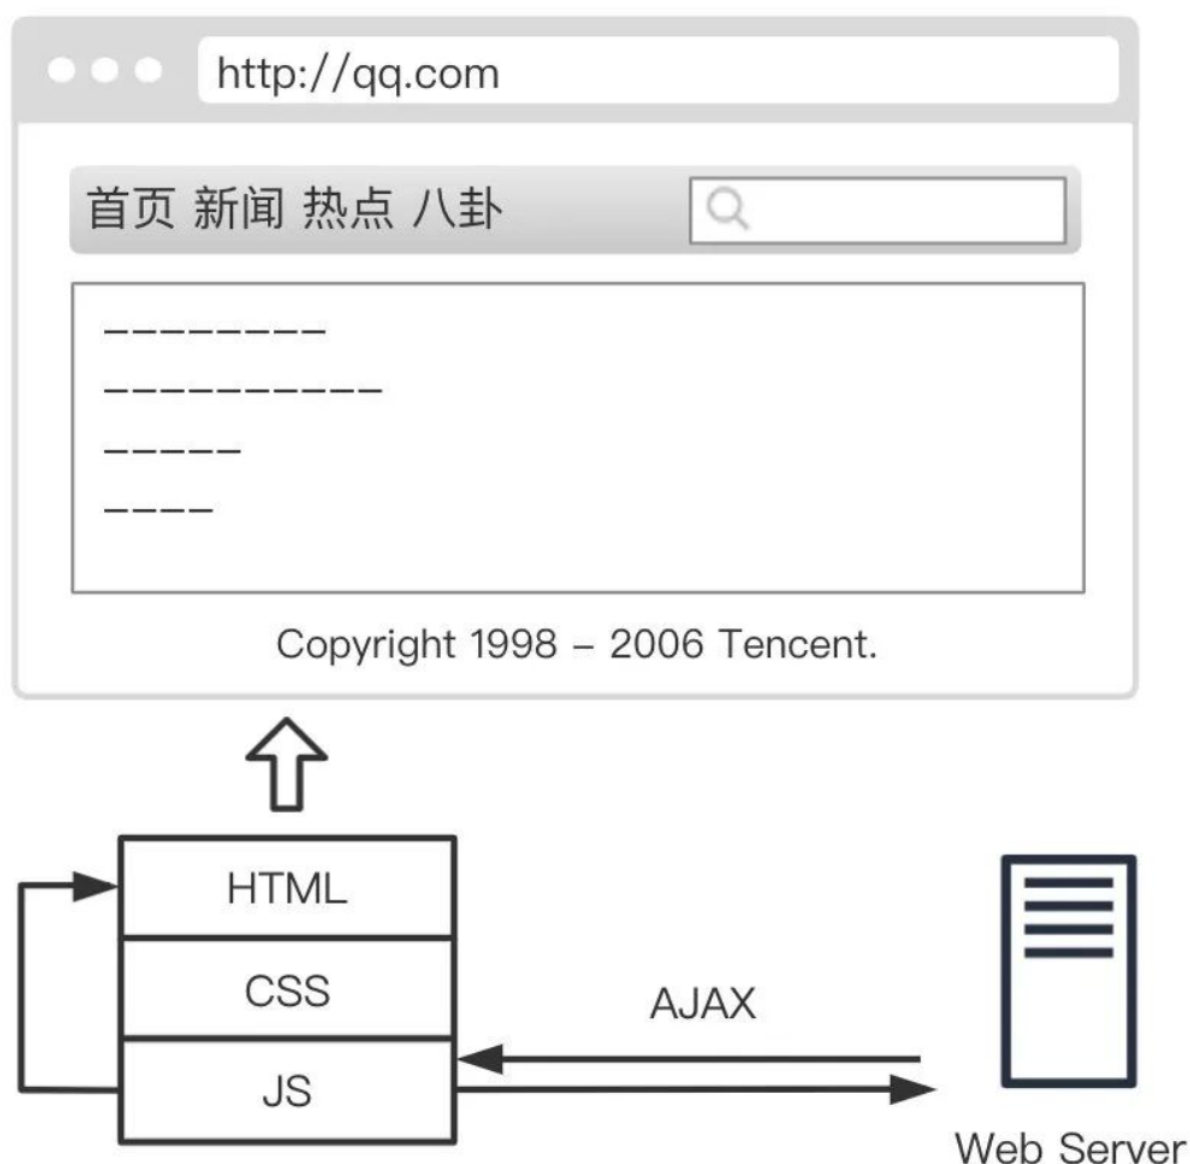 http://qq.com
首页 新闻 热点 八卦
--------
----------
-----
----
Copyright 1998 – 2006 Tencent.
HTML
CSS
AJAX
JS
Web Server